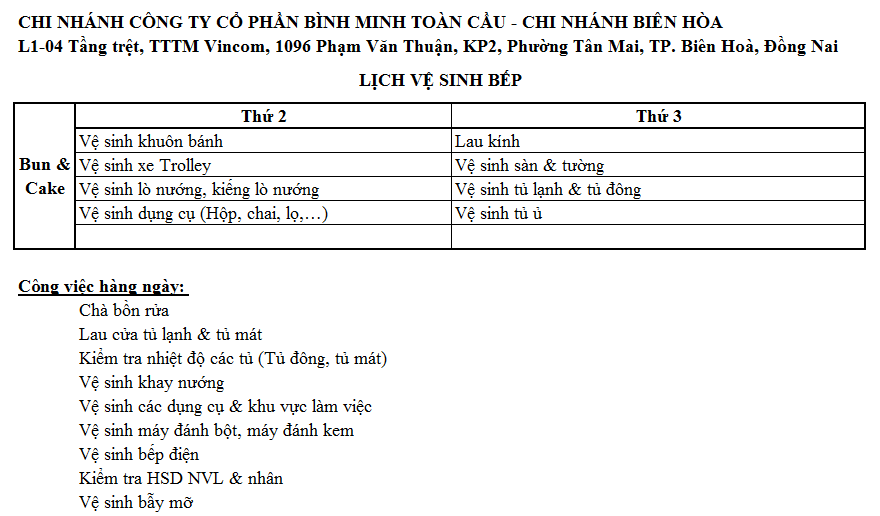 CHI NHÁNH CÔNG TY CỔ PHẦN BÌNH MINH TOÀN CẦU - CHI NHÁNH BIÊN HÒA
L1-04 Tầng trệt, TTTM Vincom, 1096 Phạm Văn Thuận, KP2, Phường Tân Mai, TP. Biên Hoà, Đồng Nai
LỊCH VỆ SINH BẾP
Thứ 2 Thứ 3
Vệ sinh khuôn bánh Lau kính
Bun & Vệ sinh xe Trolley Vệ sinh sàn & tường
Cake Vệ sinh lò nướng, kiếng lò nướng Vệ sinh tủ lạnh & tủ đông
Vệ sinh dụng cụ (Hộp, chai, lọ,…) Vệ sinh tủ ủ
Công việc hàng ngày:
Chà bồn rửa
Lau cửa tủ lạnh & tủ mát
Kiểm tra nhiệt độ các tủ (Tủ đông, tủ mát)
Vệ sinh khay nướng
Vệ sinh các dụng cụ & khu vực làm việc
Vệ sinh máy đánh bột, máy đánh kem
Vệ sinh bếp điện
Kiểm tra HSD NVL & nhân
Vệ sinh bẫy mỡ